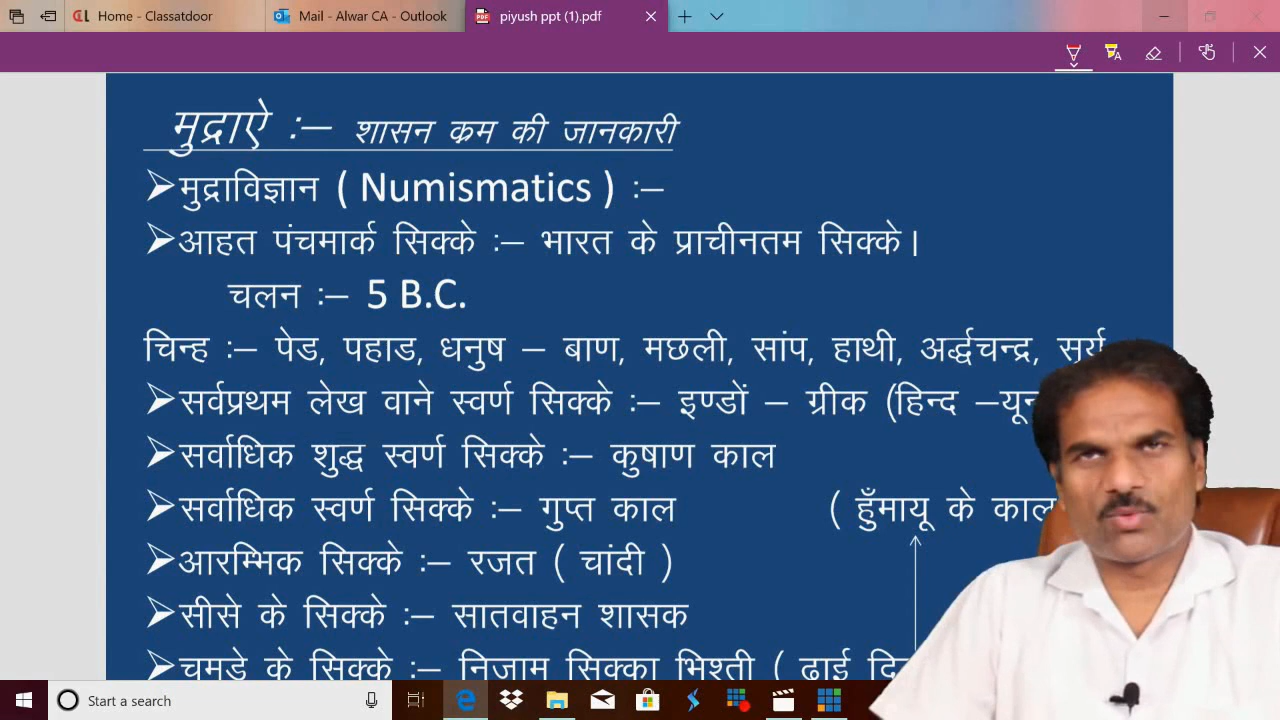 Home - Classatdoor
Mail - Alwar CA - Outlook
piyush ppt (1).pdf
मुद्राऐ :– शासन क्रम की जानकारी
➢मुद्राविज्ञान ( Numismatics ) :–
➢आहत पंचमार्क सिक्के :– भारत के प्राचीनतम सिक्के।
चलन :– 5 B.C.
चिन्ह :– पेड, पहाड, धनुष – बाण, मछली, सांप, हाथी, अर्द्धचन्द्र, सूर्य
➢सर्वप्रथम लेख वाने स्वर्ण सिक्के :– इण्डों – ग्रीक (हिन्द
➢सर्वाधिक शुद्ध स्वर्ण सिक्के :– कुषाण काल
➢सर्वाधिक स्वर्ण सिक्के :– गुप्त काल ( हुँमायू के काल
➢आरम्भिक सिक्के :– रजत ( चांदी )
➢सीसे के सिक्के :– सातवाहन शासक
➢चमडे के सिक्के :– निजाम सिक्का भिश्ती ( ढाई
Start a search